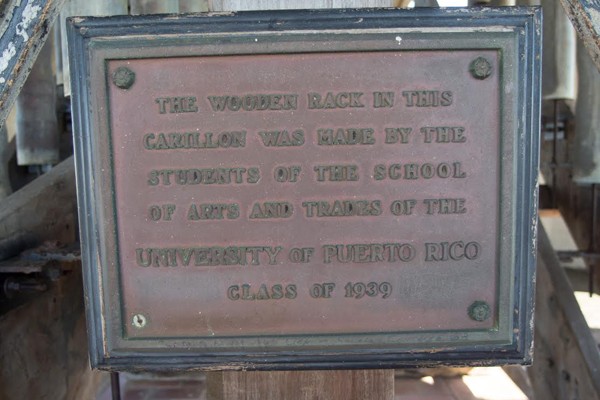 THE WOODEN RACK IN THIS
CARILLON WAS MADE BY THE
STUDENTS OF THE SCHOOL
OF ARTS AND TRADES OF THE
UNIVERSITY OF PUERTO RICO
CLASS OF 1939